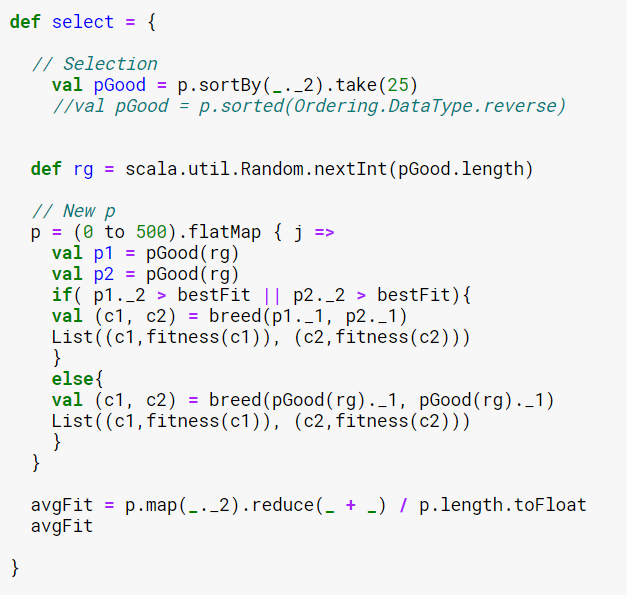 def select = {
// Selection
val pGood = p.sortBy(_._2).take(25)
//val pGood = p.sorted(Ordering.DataType.reverse)
def rg = scala.util.Random.nextInt(pGood.length)
// New p
p = (0 to 500).flatMap { j =>
val p1 = pGood(rg)
val p2 = pGood(rg)
if( p1._2 > bestFit || p2._2 > bestFit){
val (c1, c2) = breed(p1._1, p2._1)
List((c1,fitness(c1)), (c2,fitness(c2)))
}
else{
val (c1, c2) = breed(pGood(rg)._1, pGood(rg)._1)
List((c1,fitness(c1)), (c2,fitness(c2)))
}
}
avgFit = p.map(_._2).reduce(_ + _) / p.length.toFloat
avgFit
}